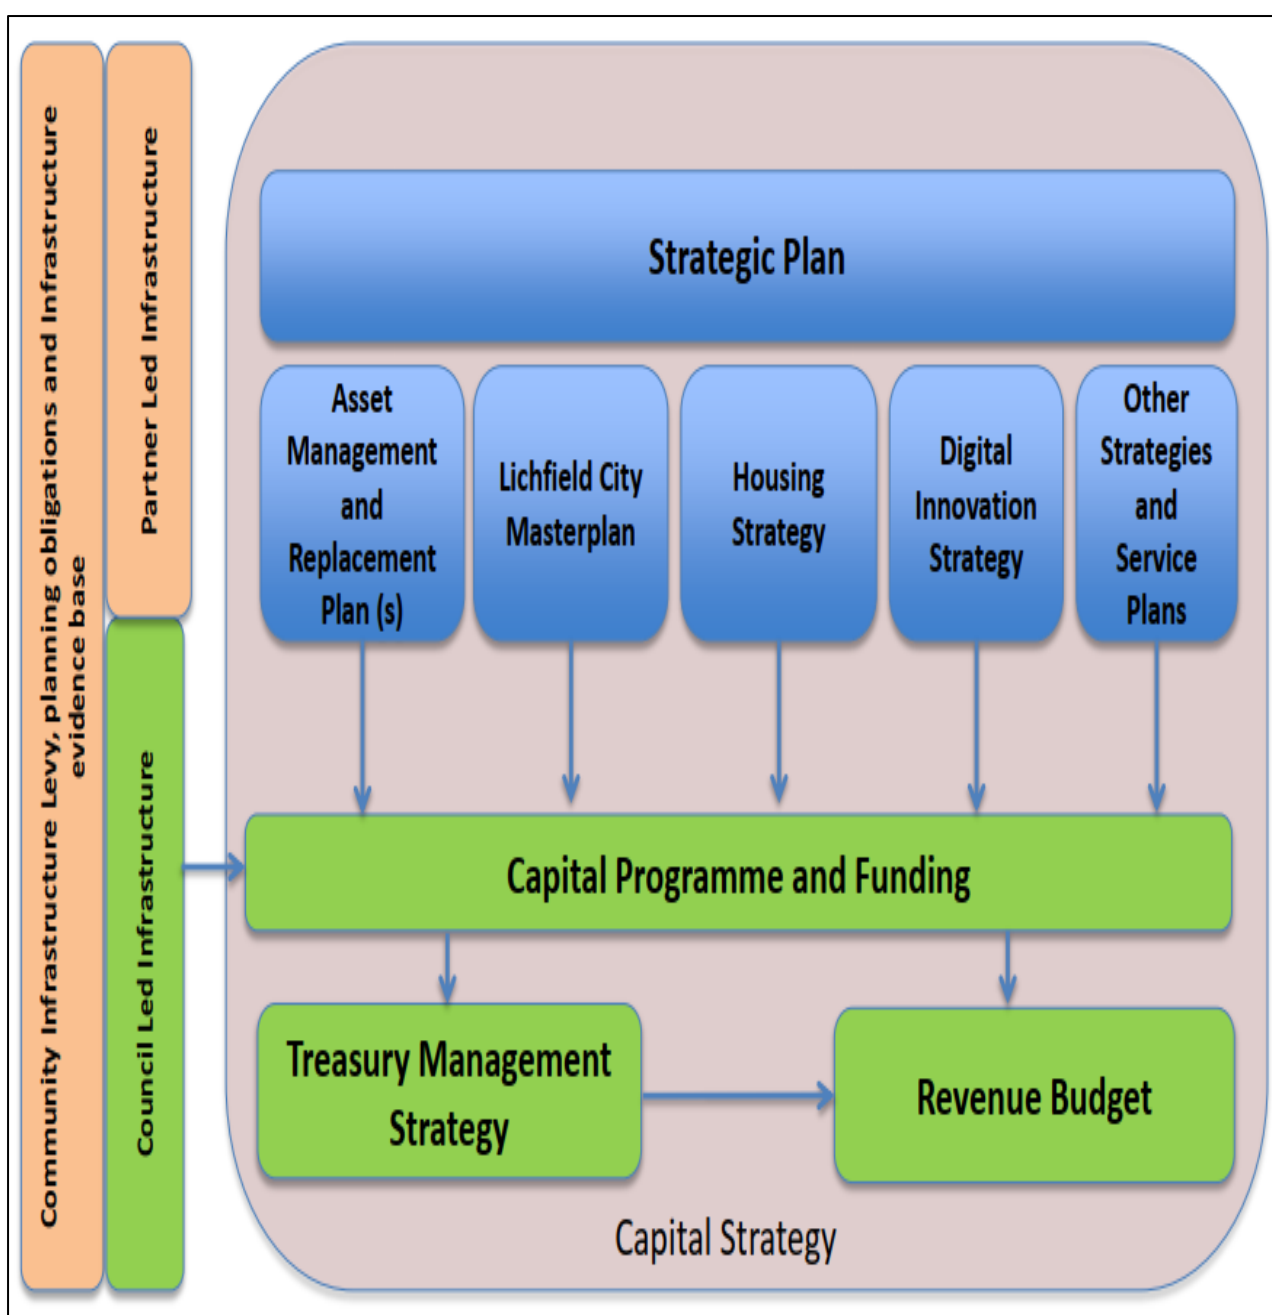 Community Infrastructure Levy, planning obligations and Infrastructure
evidence base
Partner Led Infrastructure
Council Led Infrastructure
Strategic Plan
Asset
Management
and
Replacement
Plan (s)
Lichfield City
Masterplan
Housing
Strategy
Digital
Innovation
Strategy
Other
Strategies
and
Service
Plans
Capital Programme and Funding
Treasury Management
Strategy
Revenue Budget
Capital Strategy